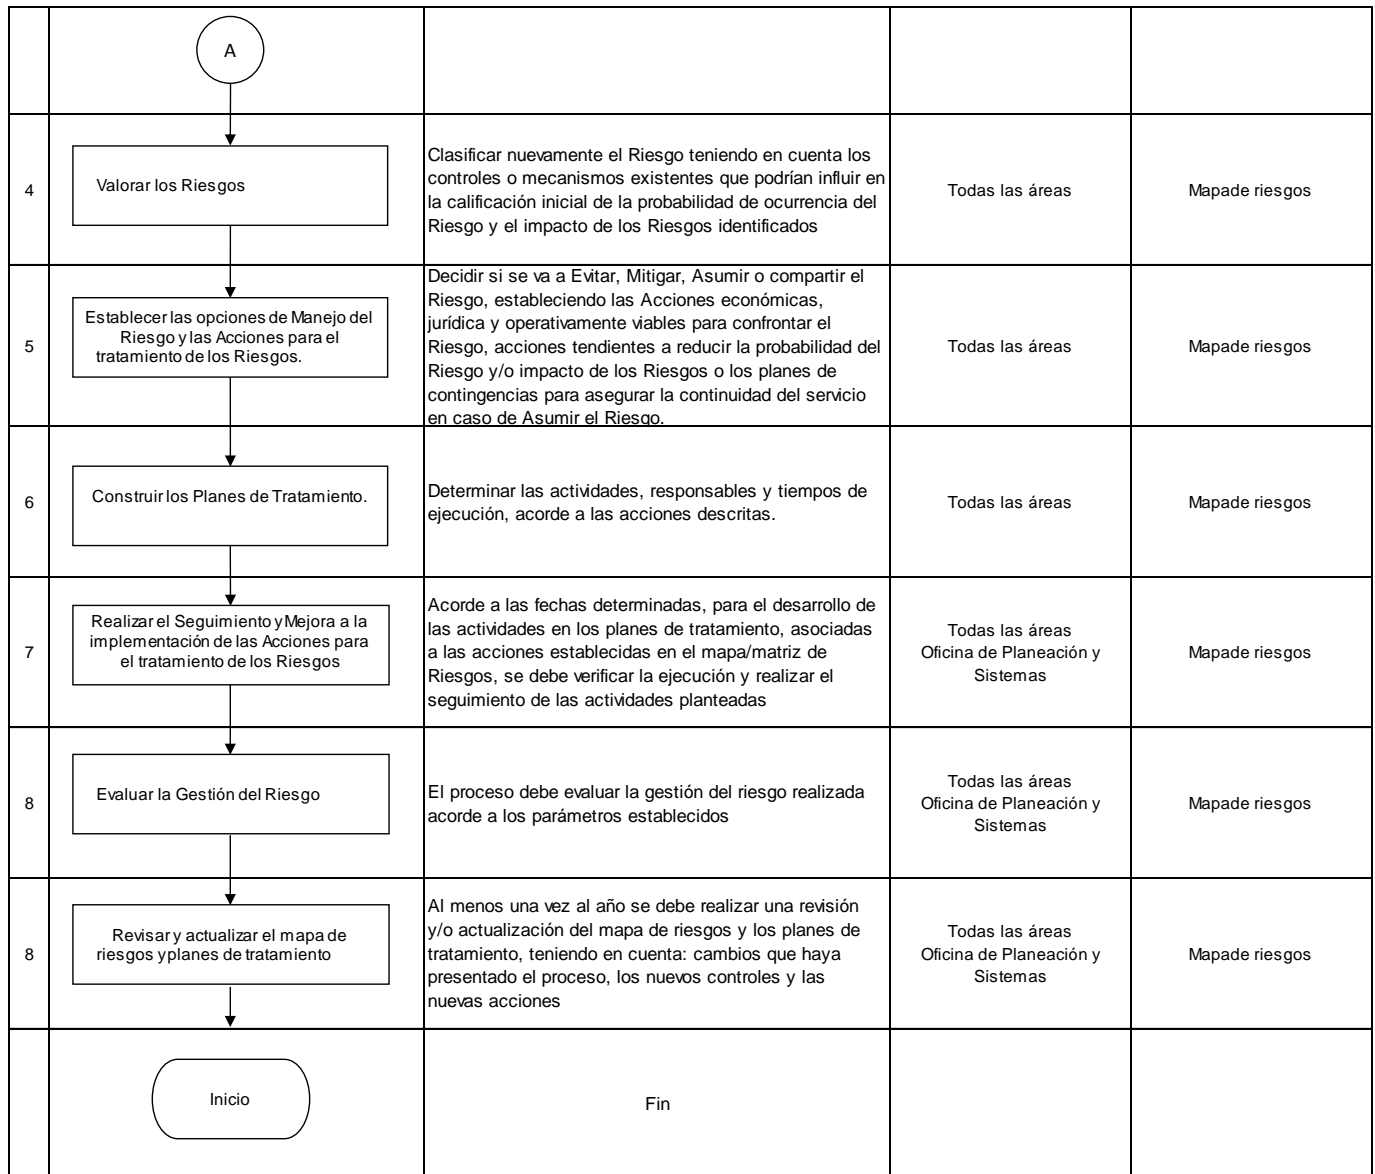 A
4
Valorar los Riesgos
Clasificar nuevamente el Riesgo teniendo en cuenta los
controles o mecanismos existentes que podrían influir en
la calificación inicial de la probabilidad de ocurrencia del
Riesgo y el impacto de los Riesgos identificados
Todas las áreas
Mapade riesgos
5
Establecer las opciones de Manejo del
Riesgo y las Acciones para el
tratamiento de los Riesgos.
Decidir si se va a Evitar, Mitigar, Asumir o compartir el
Riesgo, estableciendo las Acciones económicas,
jurídica y operativamente viables para confrontar el
Riesgo, acciones tendientes a reducir la probabilidad del
Riesgo y/o impacto de los Riesgos o los planes de
contingencias para asegurar la continuidad del servicio
en caso de Asumir el Riesgo.
Todas las áreas
Mapade riesgos
6
Construir los Planes de Tratamiento.
Determinar las actividades, responsables y tiempos de
ejecución, acorde a las acciones descritas.
Todas las áreas
Mapade riesgos
7
Realizar el Seguimiento y Mejora a la
implementación de las Acciones para
el tratamiento de los Riesgos
Acorde a las fechas determinadas, para el desarrollo de
las actividades en los planes de tratamiento, asociadas
a las acciones establecidas en el mapa/matriz de
Riesgos, se debe verificar la ejecución y realizar el
seguimiento de las actividades planteadas
Todas las áreas
Oficina de Planeación y
Sistemas
Mapade riesgos
8
Evaluar la Gestión del Riesgo
El proceso debe evaluar la gestión del riesgo realizada
acorde a los parámetros establecidos
Todas las áreas
Oficina de Planeación y
Sistemas
Mapade riesgos
8
Revisar y actualizar el mapa de
riesgos y planes de tratamiento
Al menos una vez al año se debe realizar una revisión
y/o actualización del mapa de riesgos y los planes de
tratamiento, teniendo en cuenta: cambios que haya
presentado el proceso, los nuevos controles y las
nuevas acciones
Todas las áreas
Oficina de Planeación y
Sistemas
Mapade riesgos
Inicio
Fin